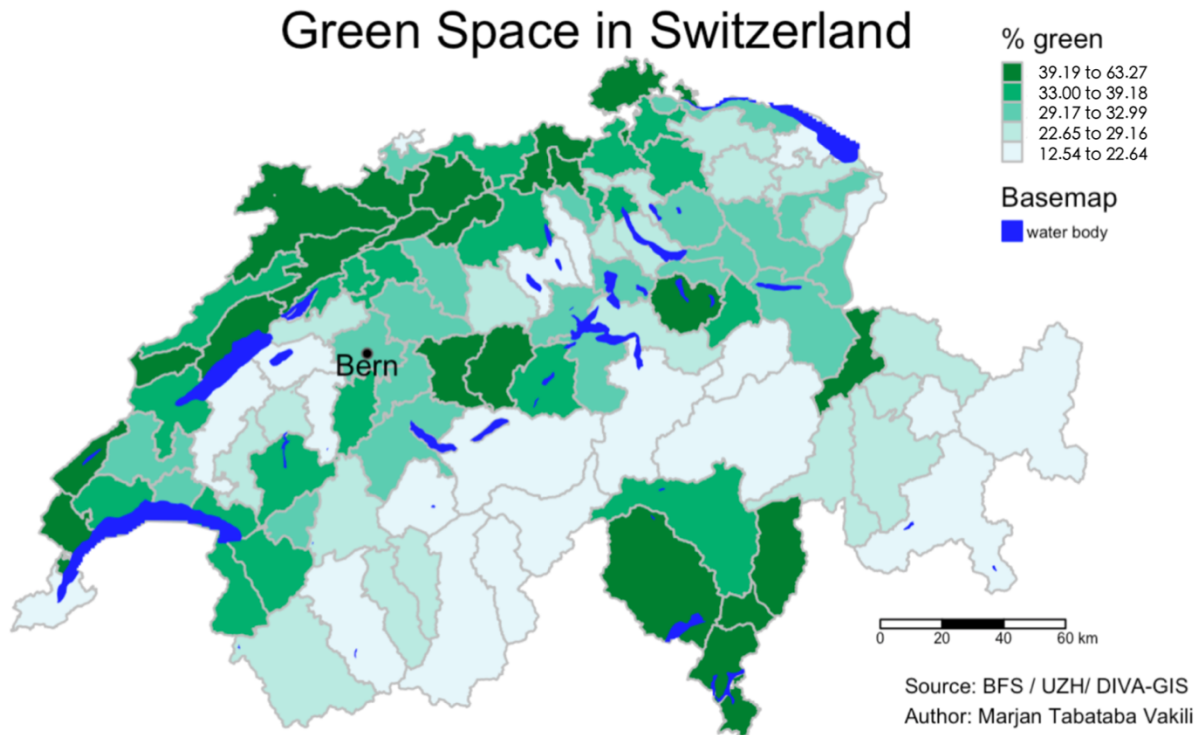 Green Space in Switzerland
% green
39.19 to 63.27
33.00 to 39.18
29.17 to 32.99
22.65 to 29.16
12.54 to 22.64
Basemap
water body
Bern
0 20 40 60 km
Source: BFS / UZH/ DIVA-GIS
Author: Marjan Tabataba Vakili